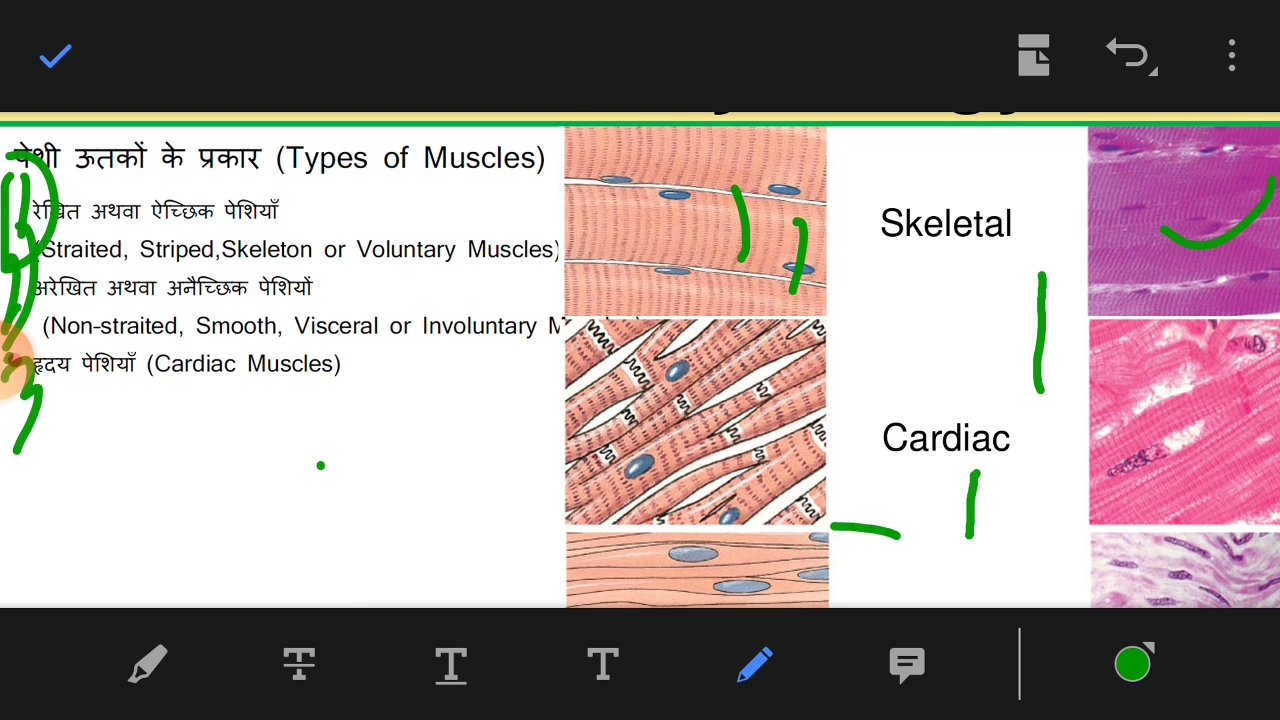 पेशी ऊतकों के प्रकार (Types of Muscles)
रेखित अथवा ऐच्छिक पेशियाँ
(Straited, Striped,Skeleton or Voluntary Muscles)
अरेखित अथवा अनैच्छिक पेशियों
(Non-straited, Smooth, Visceral or Involuntary
हृदय पेशियाँ (Cardiac Muscles)
Skeletal
Cardiac